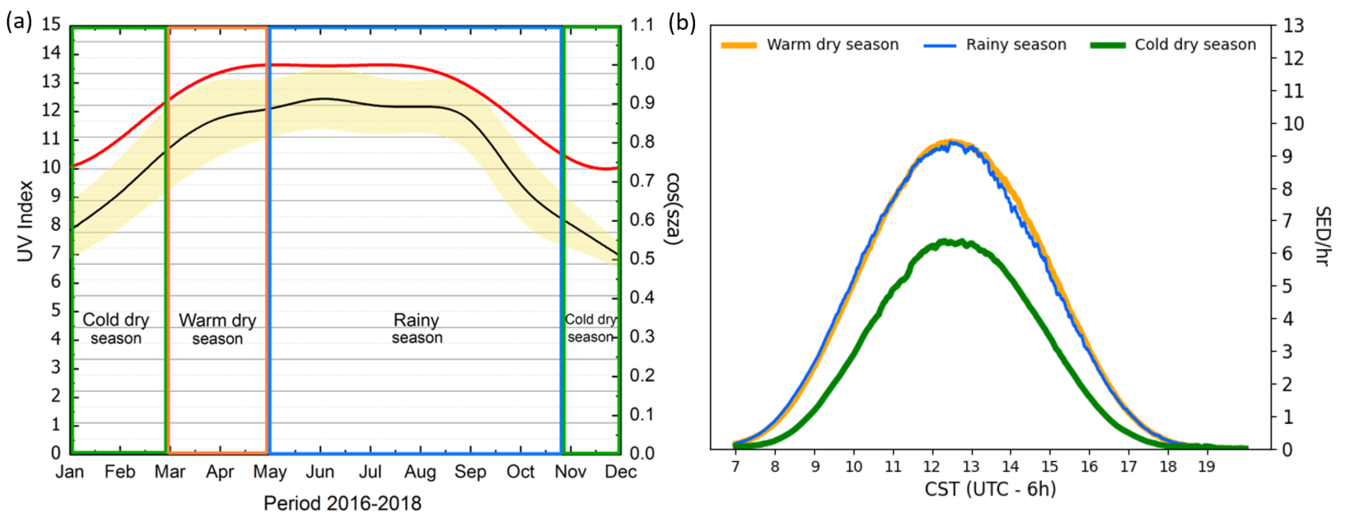 (a)
15
14
13
12
11
10
9
8
7
6
5
4
3
2
1
0
UV Index
1.1
1.0
0.9
0.8
0.7
0.6
0.5
0.4
0.3
0.2
0.1
0.0
cos(sza)
Cold dry
season
Warm dry
season
Rainy
season
Cold dry
season
Jan Feb Mar Apr May Jun Jul Aug Sep Oct Nov Dec
Period 2016-2018
(b)
Warm dry season Rainy season Cold dry season
13
12
11
10
9
8
7
6
5
4
3
2
1
0
SED/hr
7 8 9 10 11 12 13 14 15 16 17 18 19
CST (UTC - 6h)